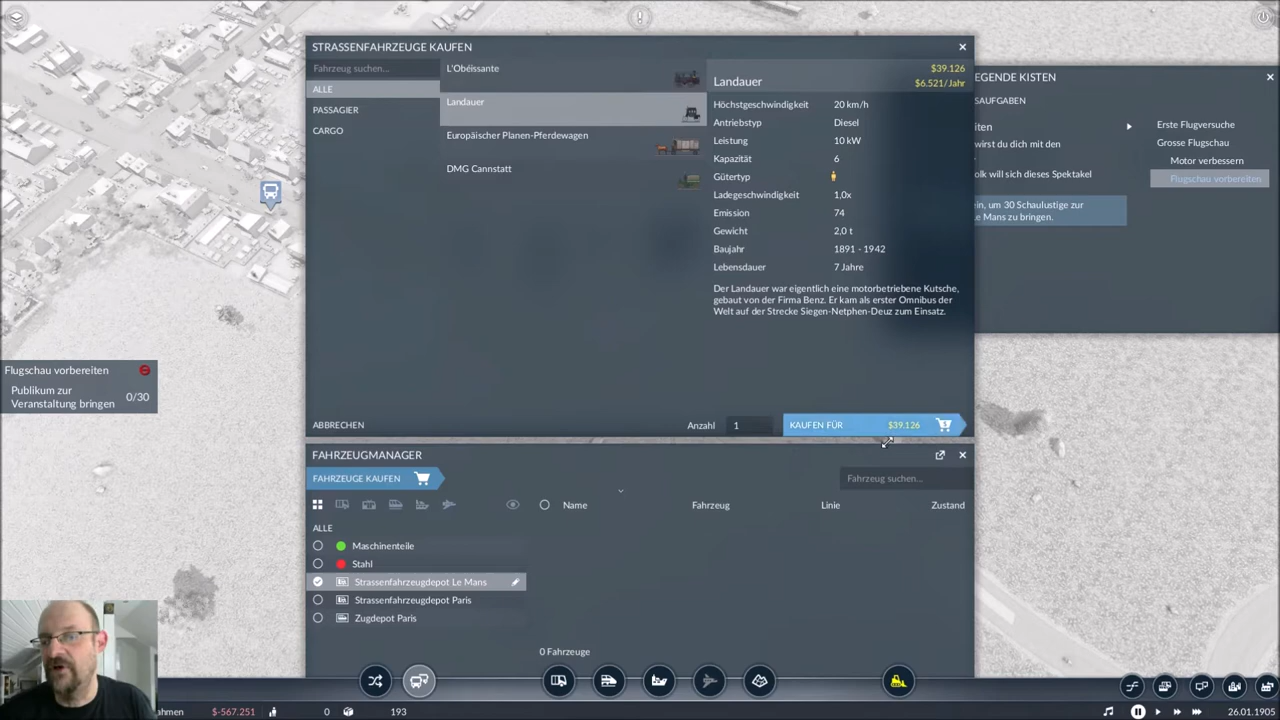 STRASSENFAHRZEUGE KAUFEN
Fahrzeug suchen...
ALLE
PASSAGIER
CARGO
L'Obéissante
Landauer
Europäischer Planen-Pferdewagen
DMG Cannstatt
Landauer
$39.126
$6.521/Jahr
Höchstgeschwindigkeit 20 km/h
Antriebstyp Diesel
Leistung 10 kW
Kapazität 6
Gütertyp
Ladegeschwindigkeit 1,0x
Emission 74
Gewicht 2,0 t
Baujahr 1891 - 1942
Lebensdauer 7 Jahre
Der Landauer war eigentlich eine motorbetriebene Kutsche,
gebaut von der Firma Benz. Er kam als erster Omnibus der
Welt auf der Strecke Siegen-Netphen-Deuz zum Einsatz.
ABBRECHEN
Anzahl 1
KAUFEN FÜR $39.126
EGENDE KISTEN
SAUFGABEN
iten
wirst du dich mit den
olk will sich dieses Spektakel
ein, um 30 Schaulustige zur
Le Mans zu bringen.
Erste Flugversuche
Grosse Flugschau
Motor verbessern
Flugschau vorbereiten
Flugschau vorbereiten
Publikum zur
Veranstaltung bringen 0/30
FAHRZEUGMANAGER
FAHRZEUGE KAUFEN
Fahrzeug suchen...
Name Fahrzeug Linie Zustand
ALLE
Maschinenteile
Stahl
Strassenfahrzeugdepot Le Mans
Strassenfahrzeugdepot Paris
Zugdepot Paris
0 Fahrzeuge
ahmen $-567.251 0 193
26.01.1905